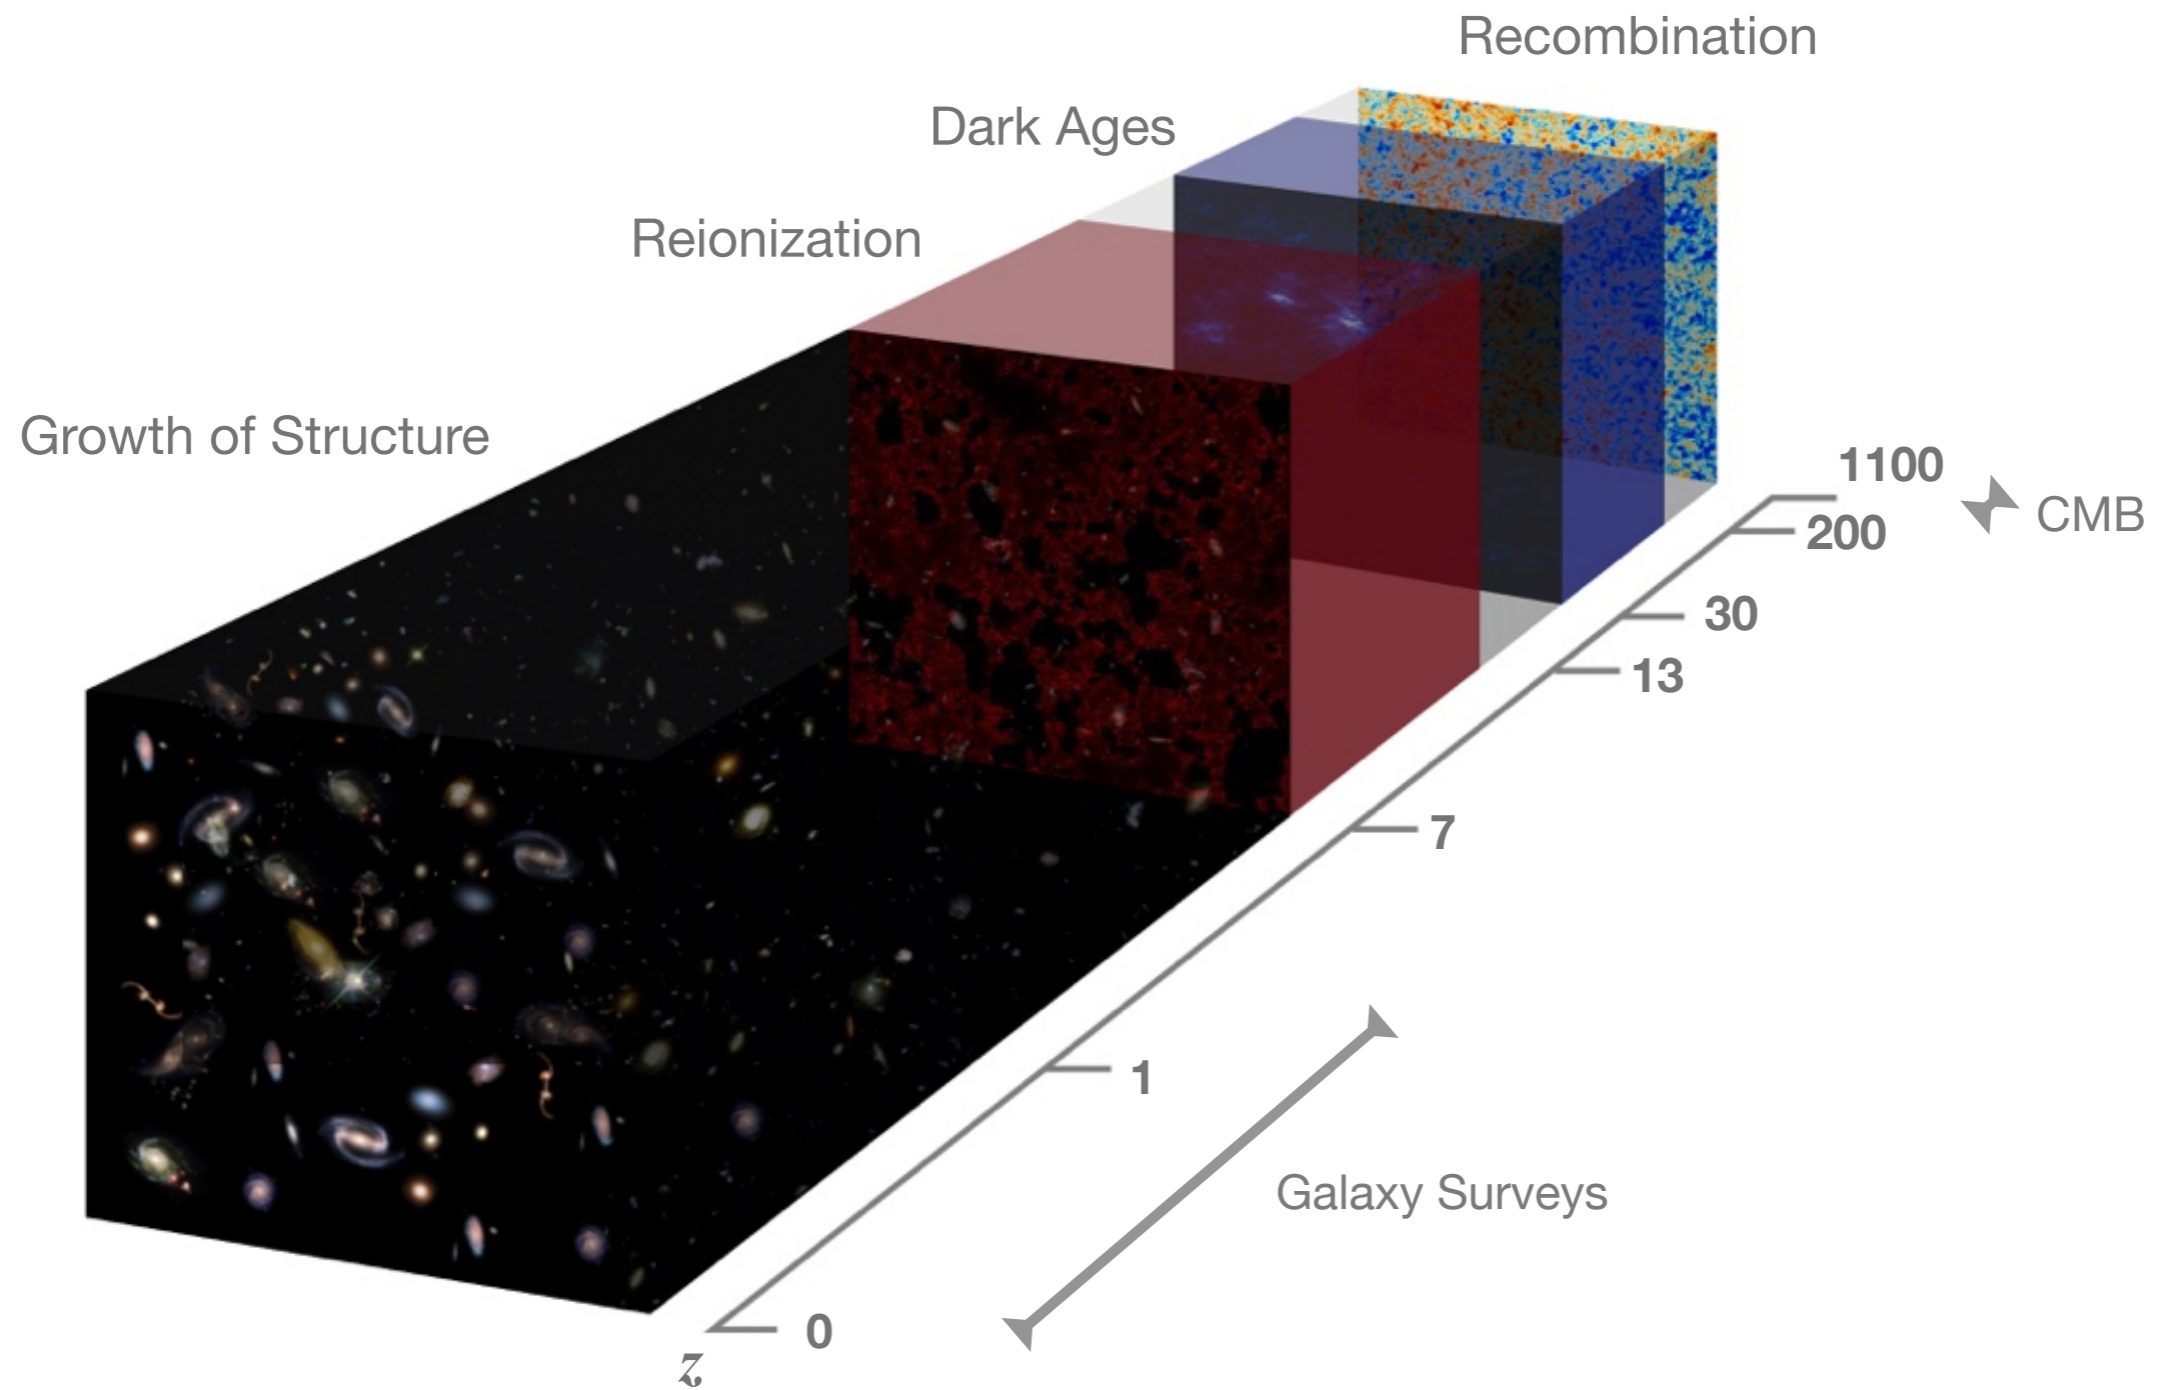 Recombination
Dark Ages
Reionization
Growth of Structure
1100
CMB
200
30
13
7
1
Galaxy Surveys
0
z